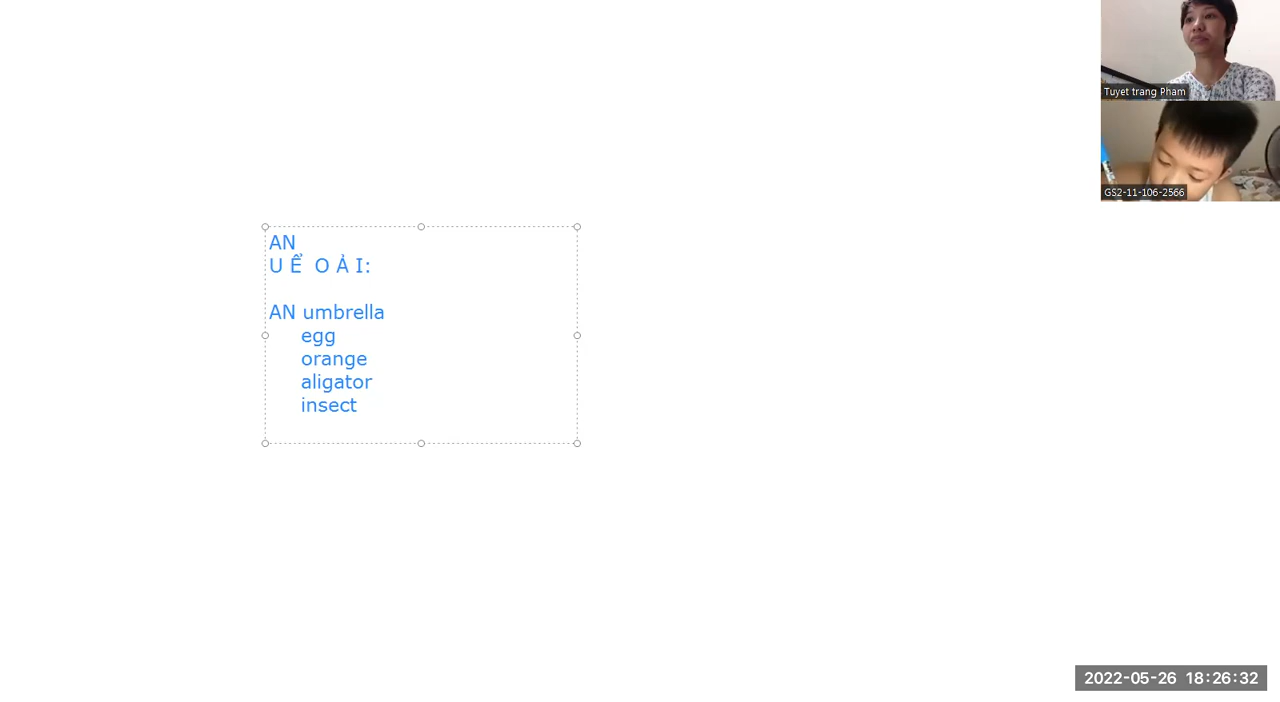 Tuyet trang Pham
GS2-11-106-2566
AN
U Ể O Ả I:
AN umbrella
egg
orange
aligator
insect
2022-05-26 18:26:32